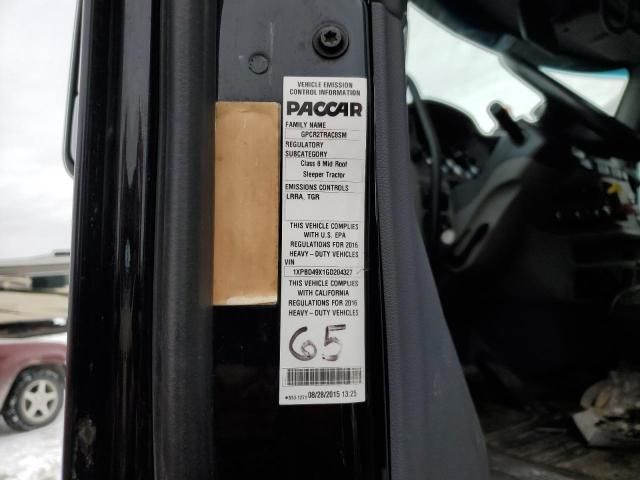 VEHICLE EMISSION
CONTROL INFORMATION
PACCAR
FAMILY NAME
GPCR2TRAC8SM
REGULATORY
SUBCATEGORY
Class 8 Mid Roof
Sleeper Tractor
EMISSIONS CONTROLS
LRRA, TGR
THIS VEHICLE COMPLIES
WITH U.S. EPA
REGULATIONS FOR 2016
HEAVY-DUTY VEHICLES
VIN
1XPBD49X1GD204327
THIS VEHICLE COMPLIES
WITH CALIFORNIA
REGULATIONS FOR 2016
HEAVY-DUTY VEHICLES
65
08/28/2015 13:25